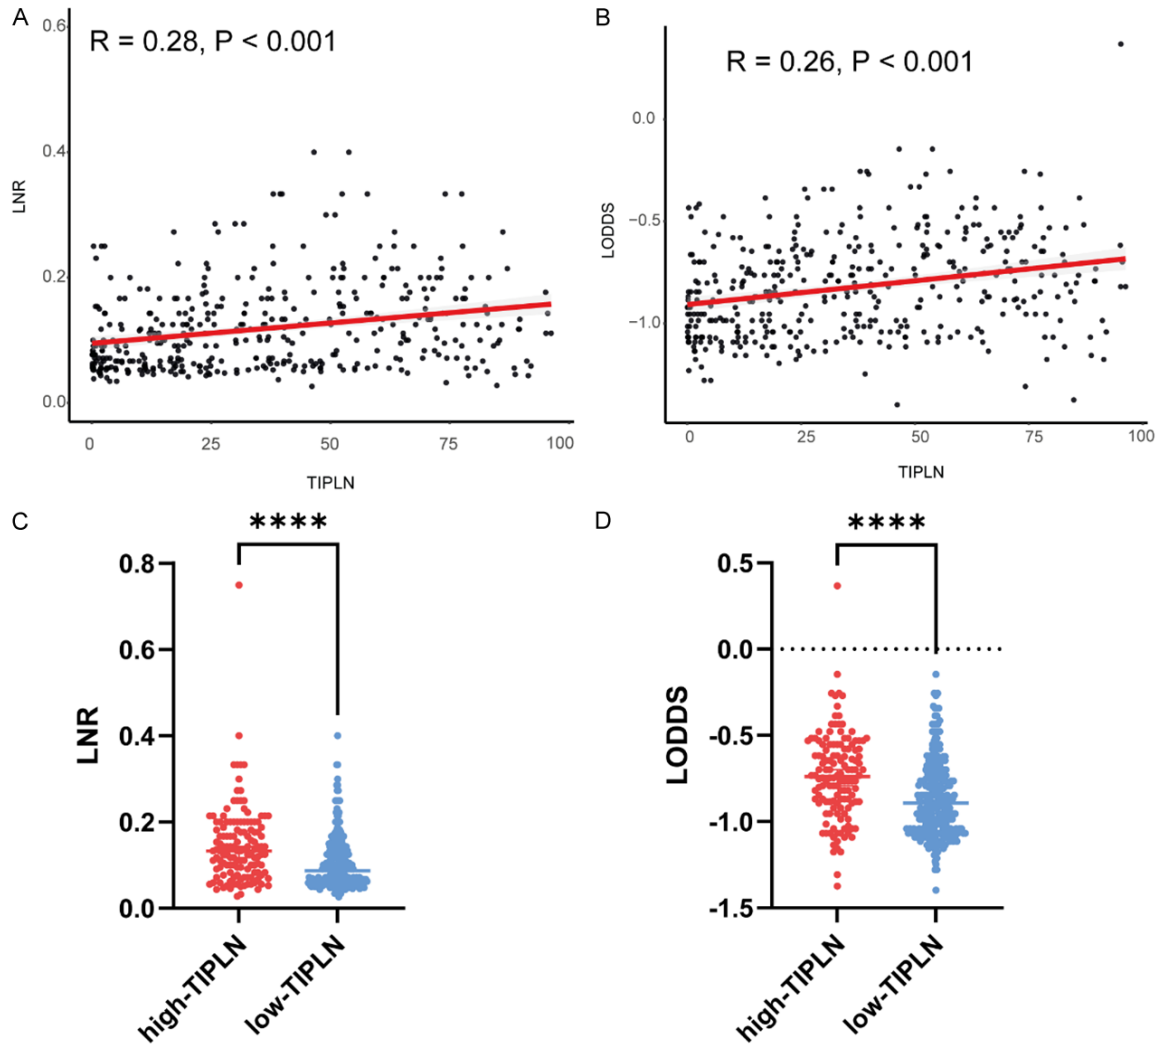 A
R = 0.28, P < 0.001
0.6
0.4
0.2
0.0
LNR
0 25 50 75 100
TIPLN
B
R = 0.26, P < 0.001
0.0
−0.5
−1.0
LODDS
0 25 50 75 100
TIPLN
C
****
0.8
0.6
0.4
0.2
0.0
LNR
high-TIPLN
low-TIPLN
D
****
0.5
0.0
-0.5
-1.0
-1.5
LODDS
high-TIPLN
low-TIPLN